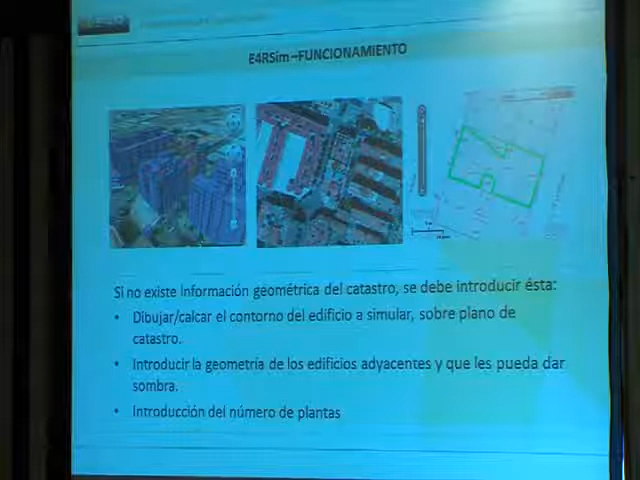 E4RSim–FUNCIONAMIENTO
Si no existe Información geométrica del catastro, se debe introducir ésta:
• Dibujar/calcar el contorno del edificio a simular, sobre plano de
catastro.
• Introducir la geometría de los edificios adyacentes y que les pueda dar
sombra.
• Introducción del número de plantas